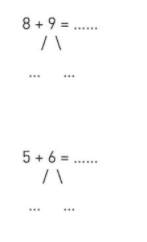 8 + 9 = ......
/ \
... ...
5 + 6 = ......
/ \
... ...